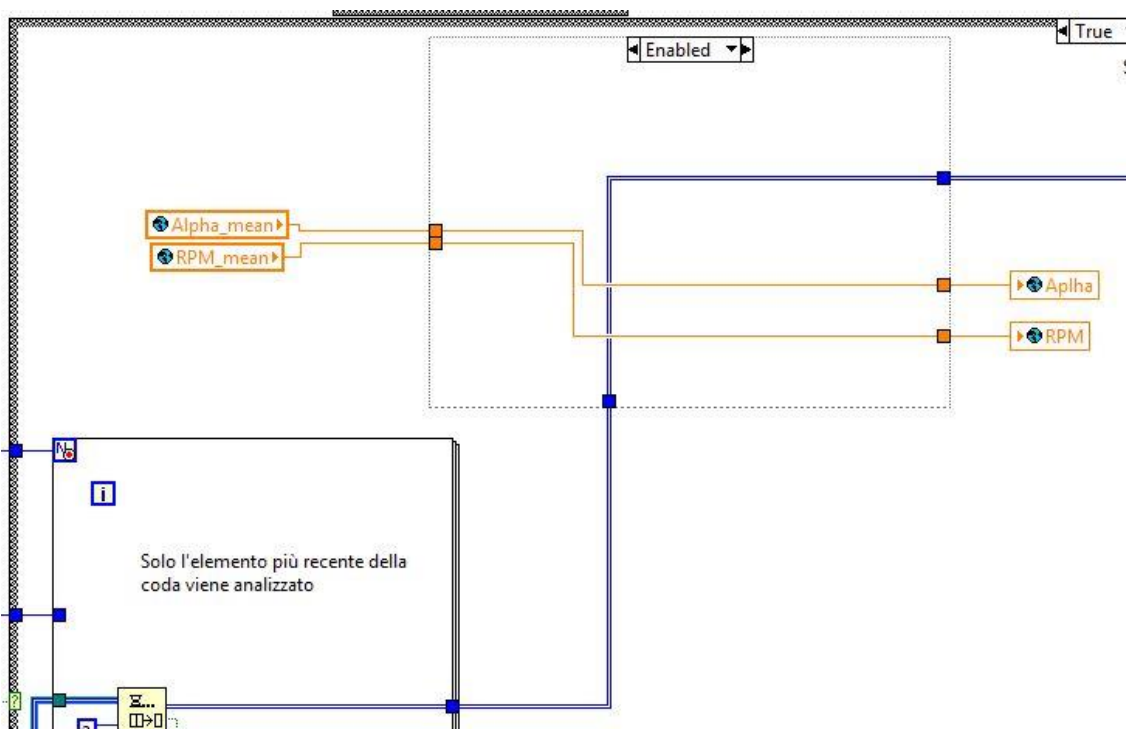 True
Enabled
Alpha_mean
RPM_mean
Aplha
RPM
N
i
Solo l'elemento più recente della
coda viene analizzato
?